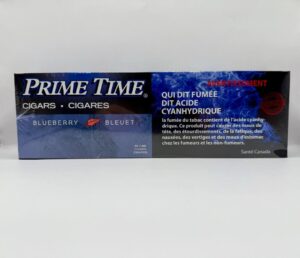 PRIME TIME®
CIGARS • CIGARES
BLUEBERRY BLEUET
AVERTISSEMENT
QUI DIT FUMÉE
DIT ACIDE
CYANHYDRIQUE
la fumée du tabac contient de l'acide cyanhy-
drique. Ce produit peut causer des maux de
tête, des étourdissements, de la fatigue, des
nausées, des vertiges et des maux d'estomac
chez les fumeurs et les non-fumeurs.
Santé Canada